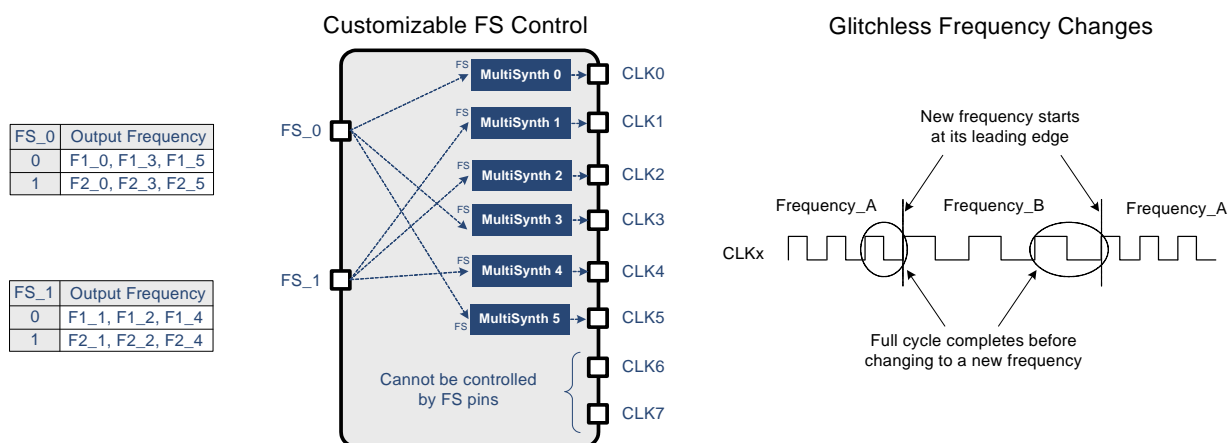 Customizable FS Control
Glitchless Frequency Changes
FS_0 Output Frequency
0 F1_0, F1_3, F1_5
1 F2_0, F2_3, F2_5
FS_1 Output Frequency
0 F1_1, F1_2, F1_4
1 F2_1, F2_2, F2_4
FS_0
FS_1
FS
MultiSynth 0
CLK0
FS
MultiSynth 1
CLK1
FS
MultiSynth 2
CLK2
FS
MultiSynth 3
CLK3
FS
MultiSynth 4
CLK4
FS
MultiSynth 5
CLK5
Cannot be controlled
by FS pins
CLK6
CLK7
New frequency starts
at its leading edge
Frequency_A
Frequency_B
Frequency_A
CLKx
Full cycle completes before
changing to a new frequency